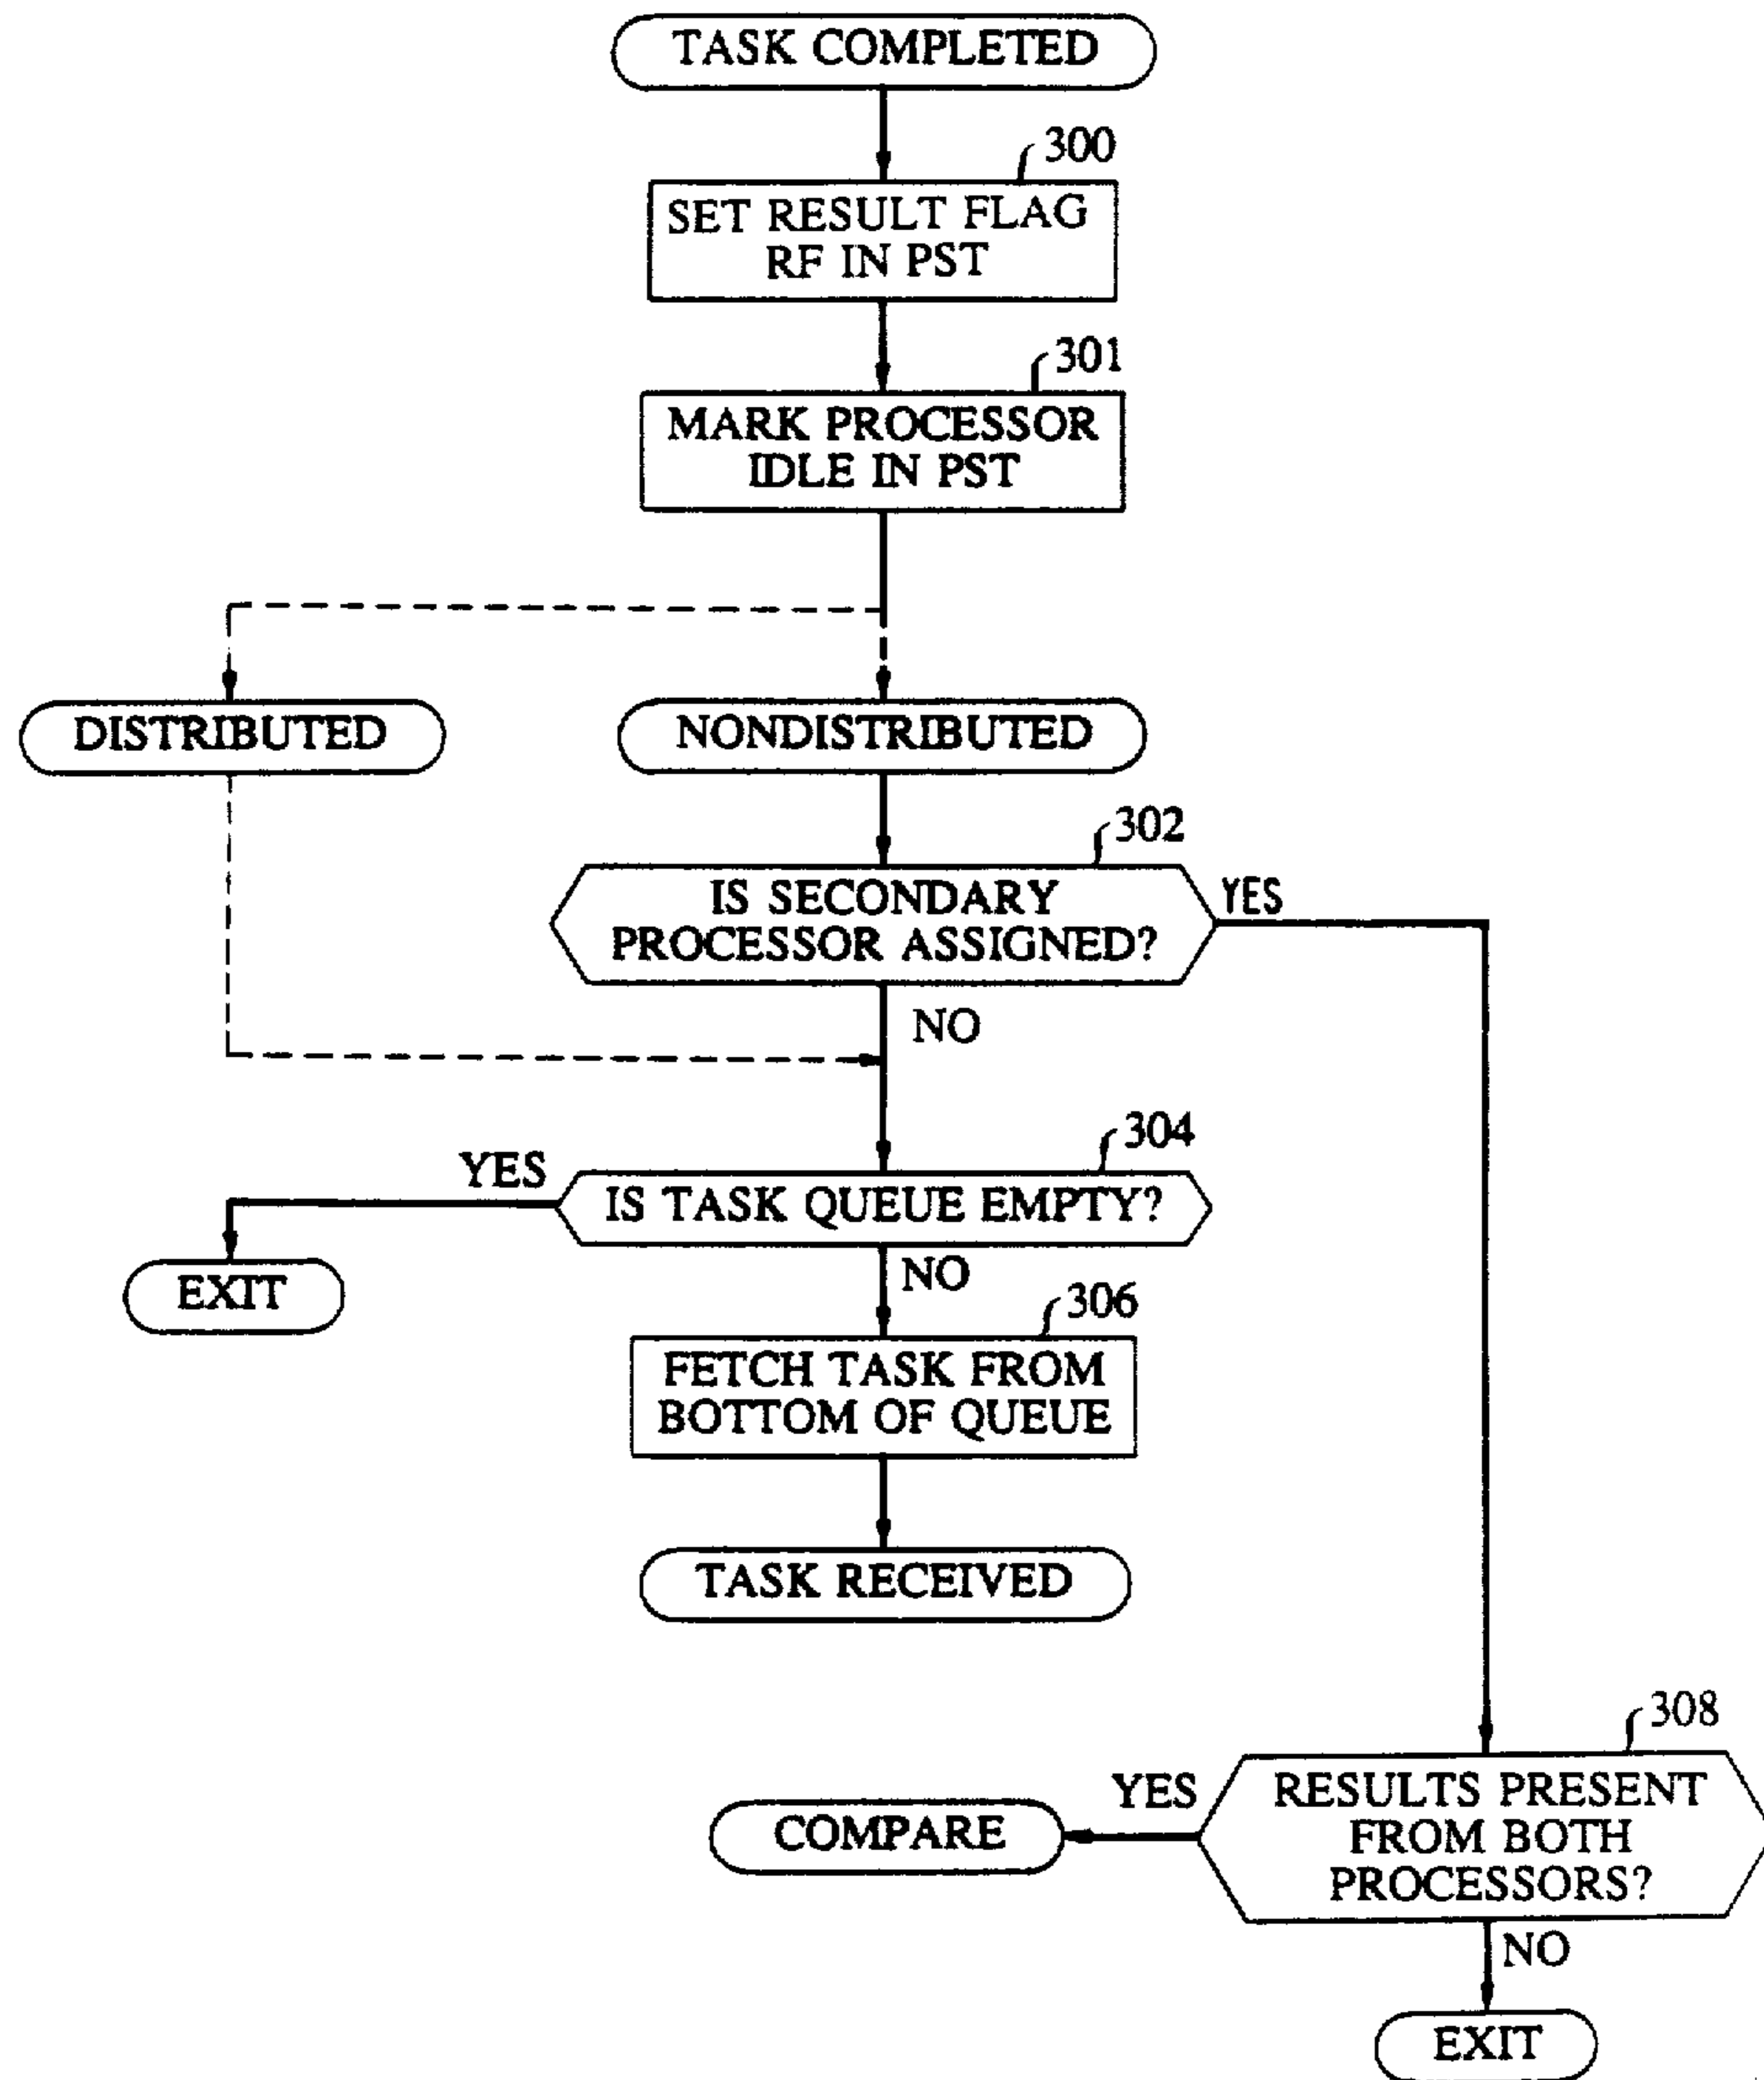 TASK COMPLETED
300
SET RESULT FLAG
RF IN PST
301
MARK PROCESSOR
IDLE IN PST
DISTRIBUTED
NONDISTRIBUTED
302
IS SECONDARY
PROCESSOR ASSIGNED?
YES
NO
304
YES
IS TASK QUEUE EMPTY?
EXIT
NO
306
FETCH TASK FROM
BOTTOM OF QUEUE
TASK RECEIVED
308
YES
RESULTS PRESENT
FROM BOTH
PROCESSORS?
COMPARE
NO
EXIT